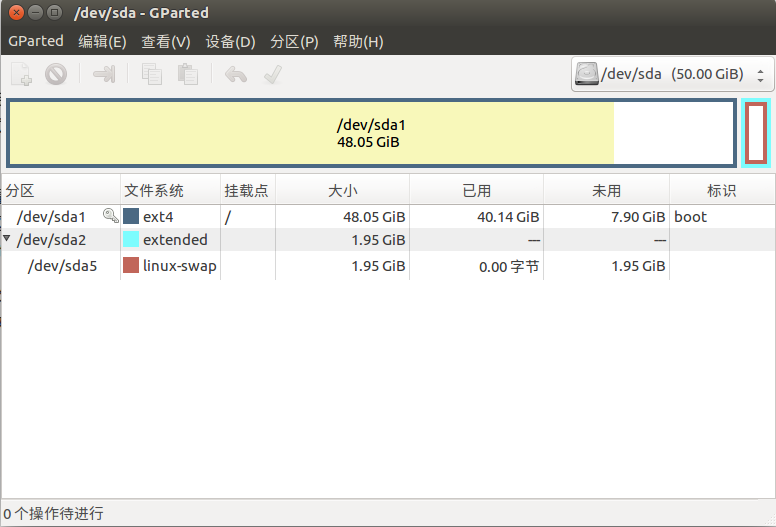 /dev/sda - GParted
GParted 编辑(E) 查看(V) 设备(D) 分区(P) 帮助(H)
/dev/sda (50.00 GiB)
/dev/sda1
48.05 GiB
分区 文件系统 挂载点 大小 已用 未用 标识
/dev/sda1 ext4 / 48.05 GiB 40.14 GiB 7.90 GiB boot
/dev/sda2 extended 1.95 GiB --- ---
/dev/sda5 linux-swap 1.95 GiB 0.00 字节 1.95 GiB
0 个操作待进行